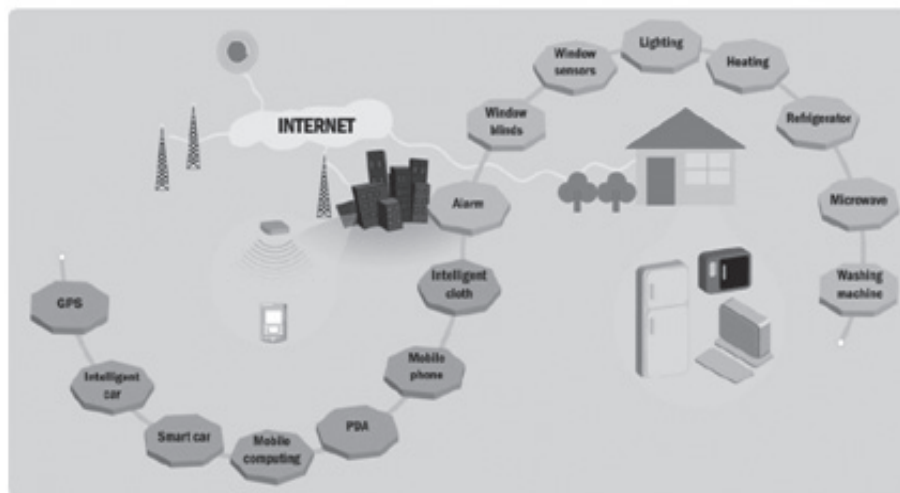 INTERNET
Lighting
Window
sensors
Heating
Window
blinds
Refrigerator
Alarm
Microwave
Intelligent
cloth
Washing
machine
GPS
Mobile
phone
Intelligent
car
PDA
Smart car
Mobile
computing